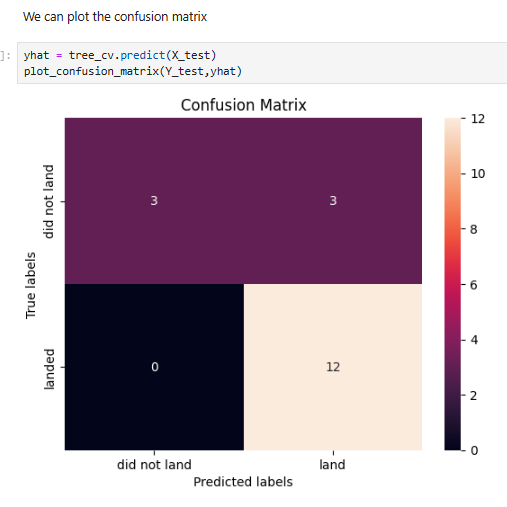 We can plot the confusion matrix
]: yhat = tree_cv.predict(X_test)
plot_confusion_matrix(Y_test,yhat)
Confusion Matrix
did not land
landed
True labels
3 3
0 12
did not land land
Predicted labels
12
10
8
6
4
2
0